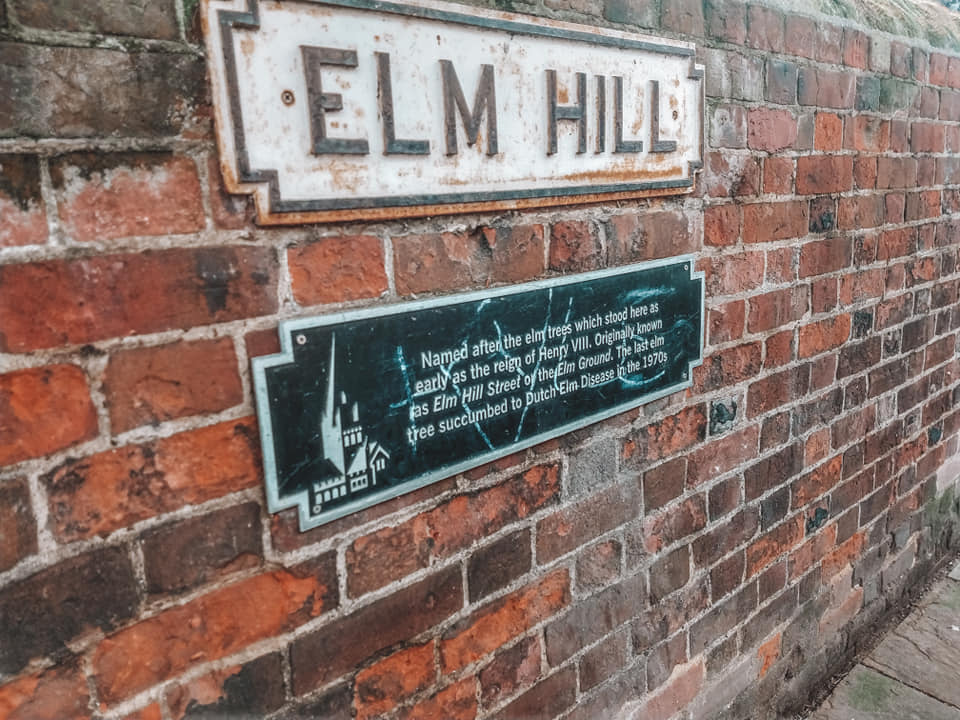 ELM HILL
Named after the elm trees which stood here as
early as the reign of Henry VIII. Originally known
as Elm Hill Street or the Elm Ground. The last elm
tree succumbed to Dutch Elm Disease in the 1970s